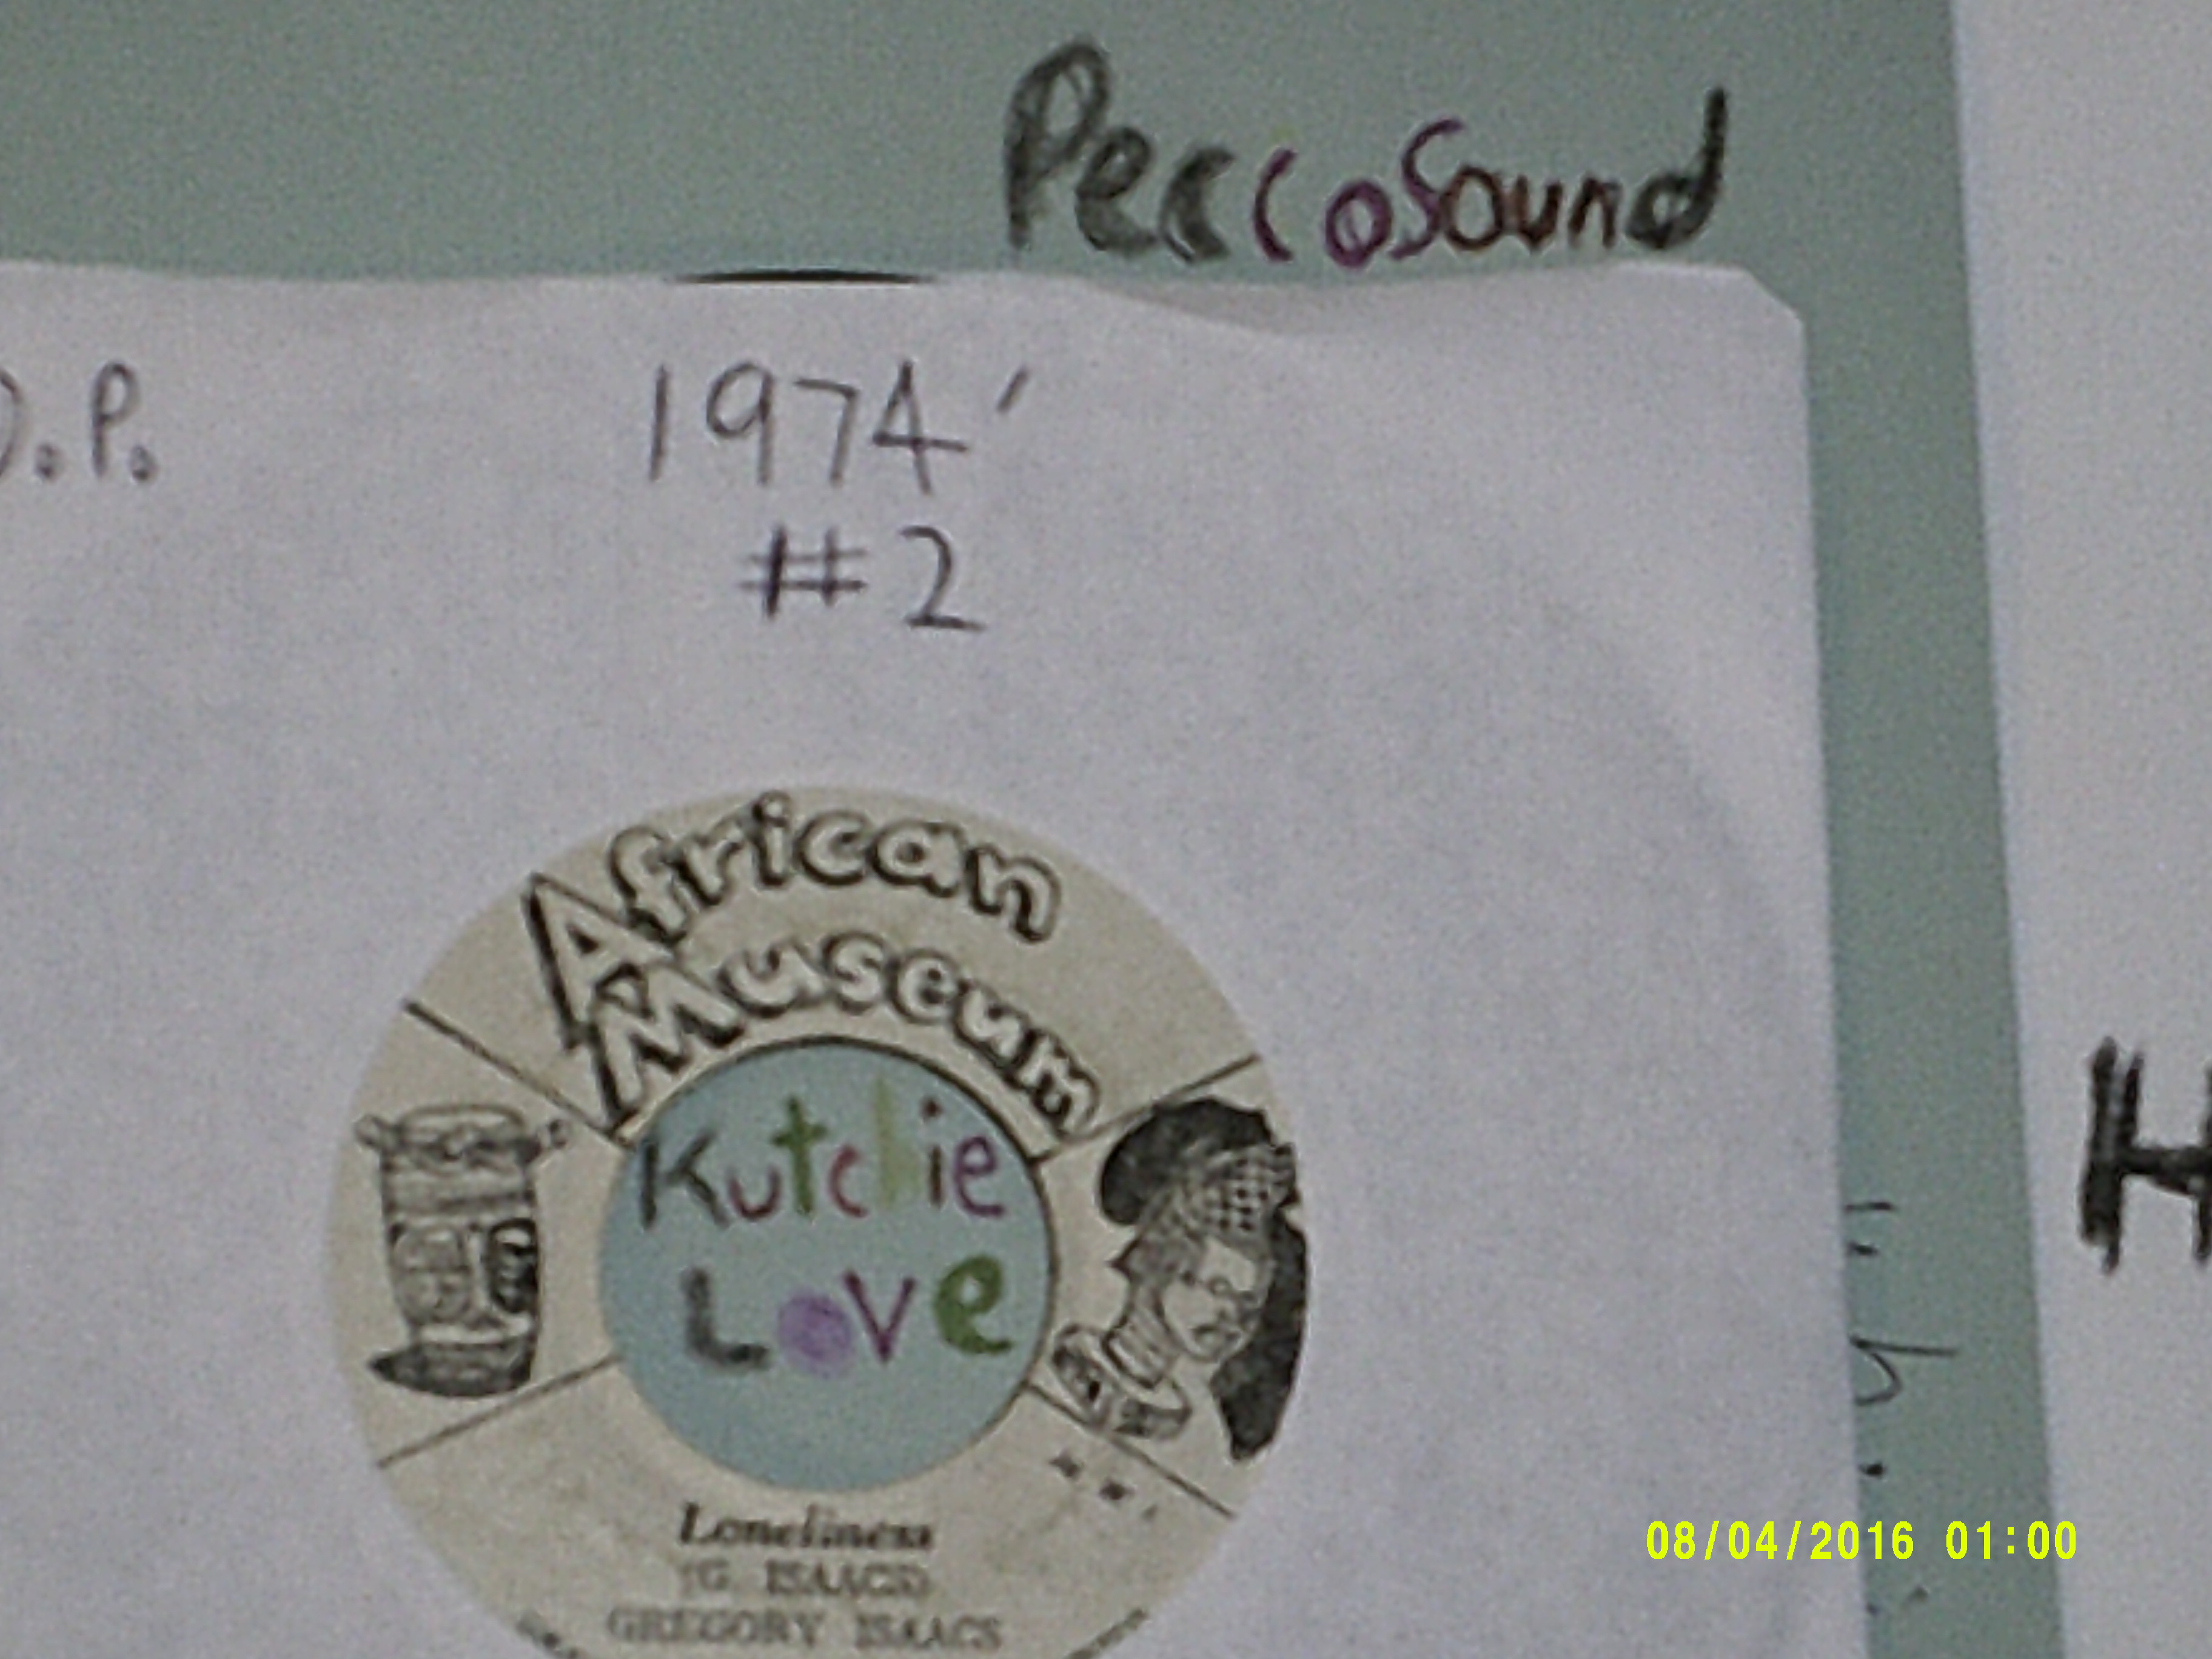 PeccoSound
.P.
1974'
#2
African
Museum
Kutchie
Love
H
Loneliness
(G. ISAACS)
GREGORY ISAACS
08/04/2016 01:00